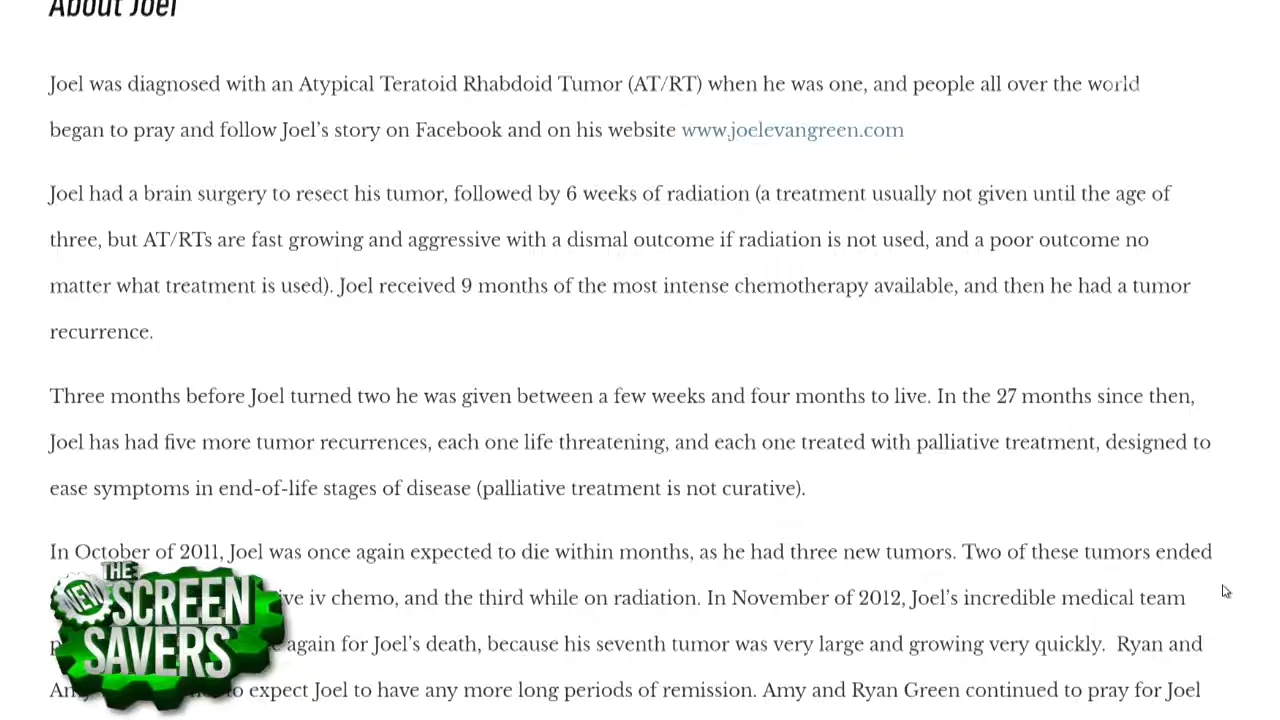 About Joel
Joel was diagnosed with an Atypical Teratoid Rhabdoid Tumor (AT/RT) when he was one, and people all over the world
began to pray and follow Joel's story on Facebook and on his website www.joelevangreen.com
Joel had a brain surgery to resect his tumor, followed by 6 weeks of radiation (a treatment usually not given until the age of
three, but AT/RTs are fast growing and aggressive with a dismal outcome if radiation is not used, and a poor outcome no
matter what treatment is used). Joel received 9 months of the most intense chemotherapy available, and then he had a tumor
recurrence.
Three months before Joel turned two he was given between a few weeks and four months to live. In the 27 months since then,
Joel has had five more tumor recurrences, each one life threatening, and each one treated with palliative treatment, designed to
ease symptoms in end-of-life stages of disease (palliative treatment is not curative).
In October of 2011, Joel was once again expected to die within months, as he had three new tumors. Two of these tumors ended
iv chemo, and the third while on radiation. In November of 2012, Joel's incredible medical team
again for Joel's death, because his seventh tumor was very large and growing very quickly. Ryan and
to expect Joel to have any more long periods of remission. Amy and Ryan Green continued to pray for Joel
THE
NEW
SCREEN
SAVERS